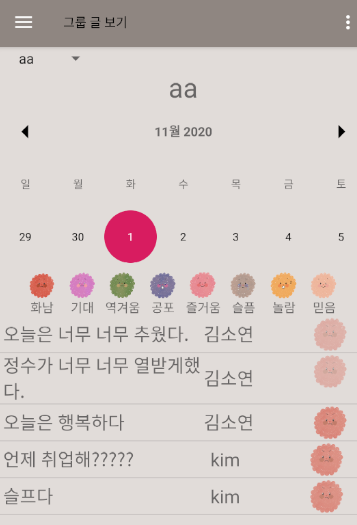 그룹 글 보기
aa
aa
11월 2020
일 월 화 수 목 금 토
29 30 1 2 3 4 5
화남 기대 역겨움 공포 즐거움 슬픔 놀람 믿음
오늘은 너무 너무 추웠다. 김소연
정수가 너무 너무 열받게했
다. 김소연
오늘은 행복하다 김소연
언제 취업해????? kim
슬프다 kim